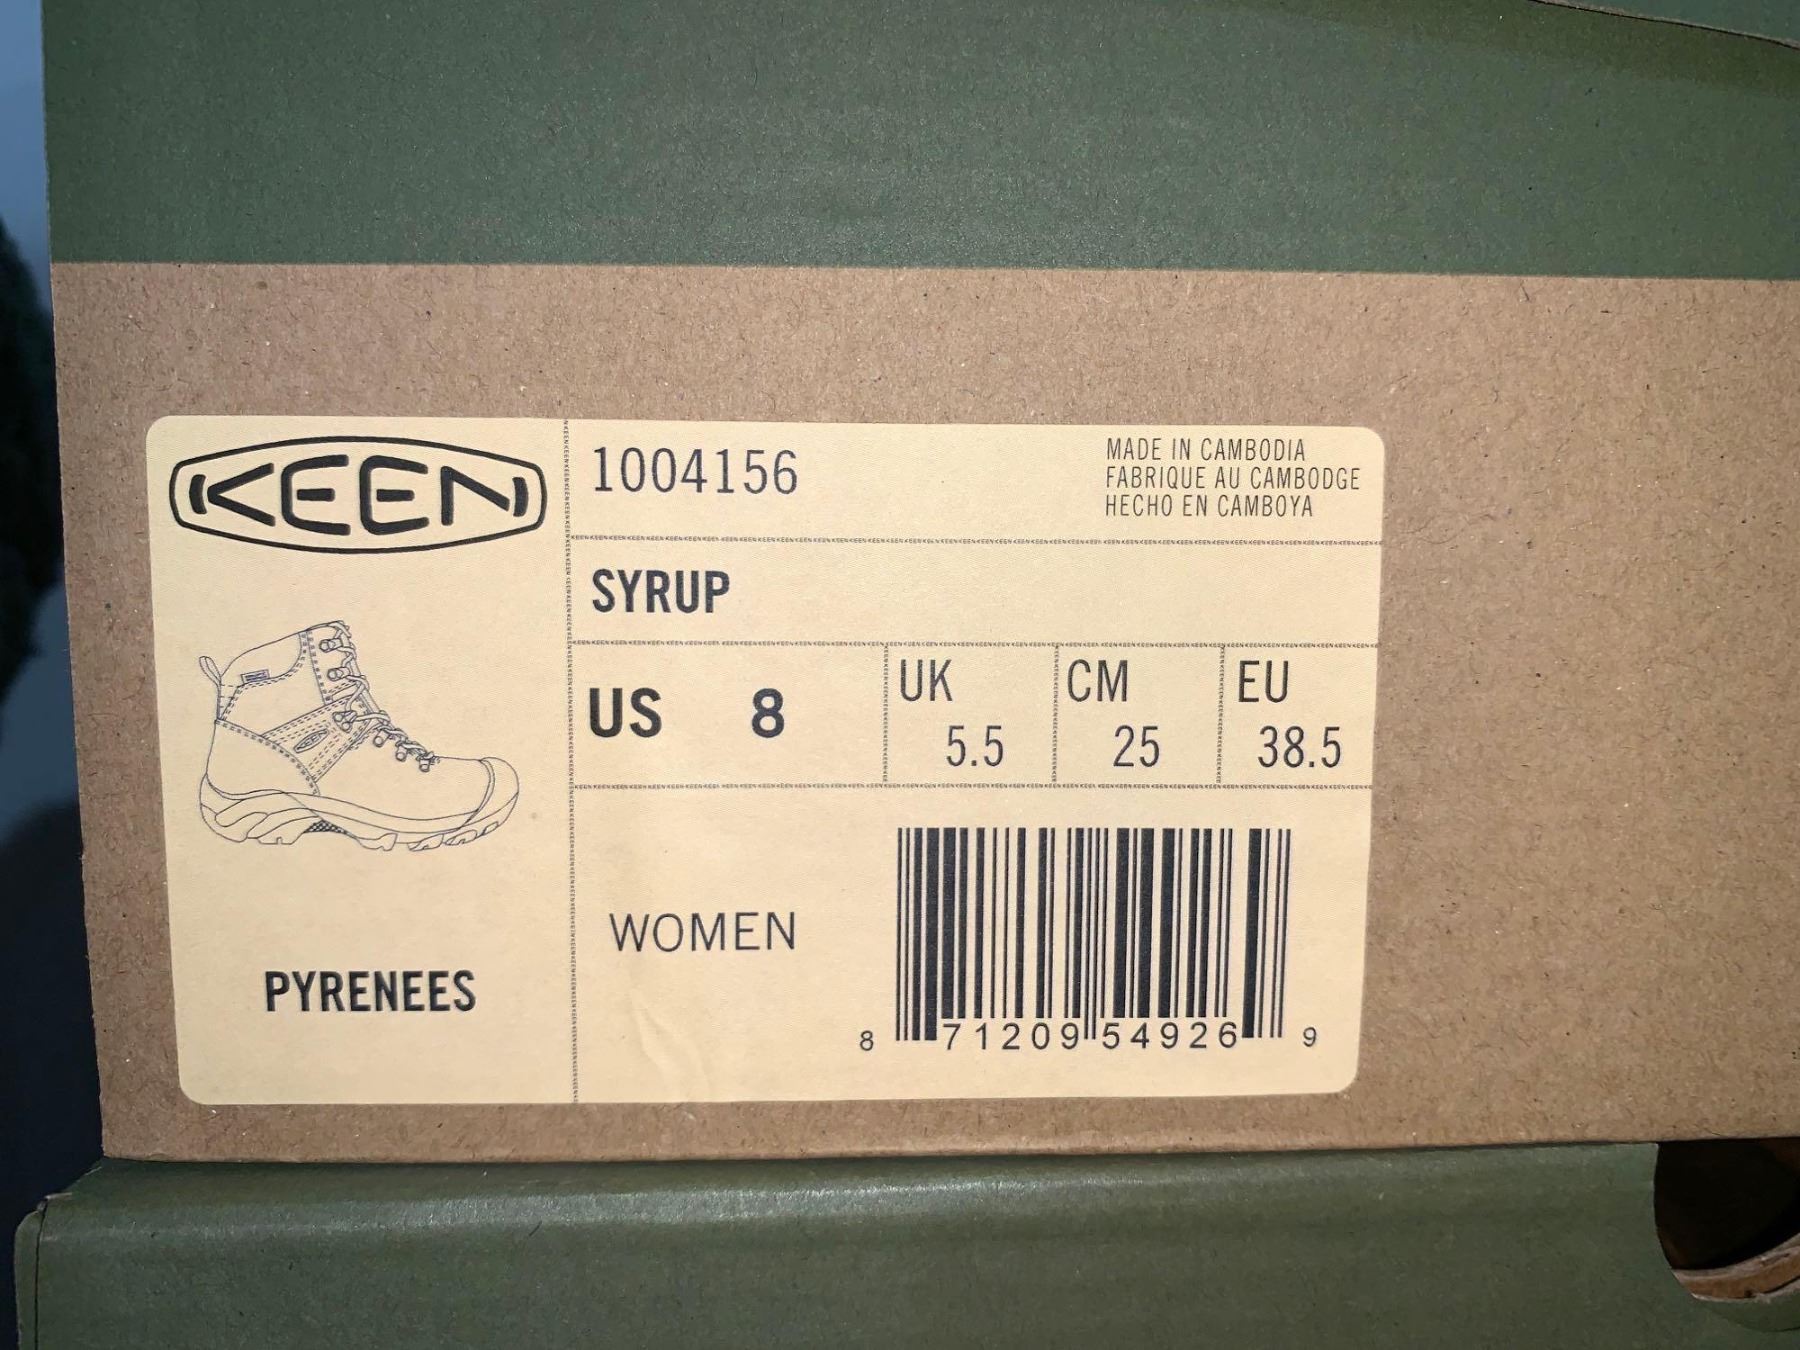 KEEN
1004156
MADE IN CAMBODIA
FABRIQUE AU CAMBODGE
HECHO EN CAMBOYA
SYRUP
US 8
UK 5.5
CM 25
EU 38.5
PYRENEES
WOMEN
8 71209 54926 9